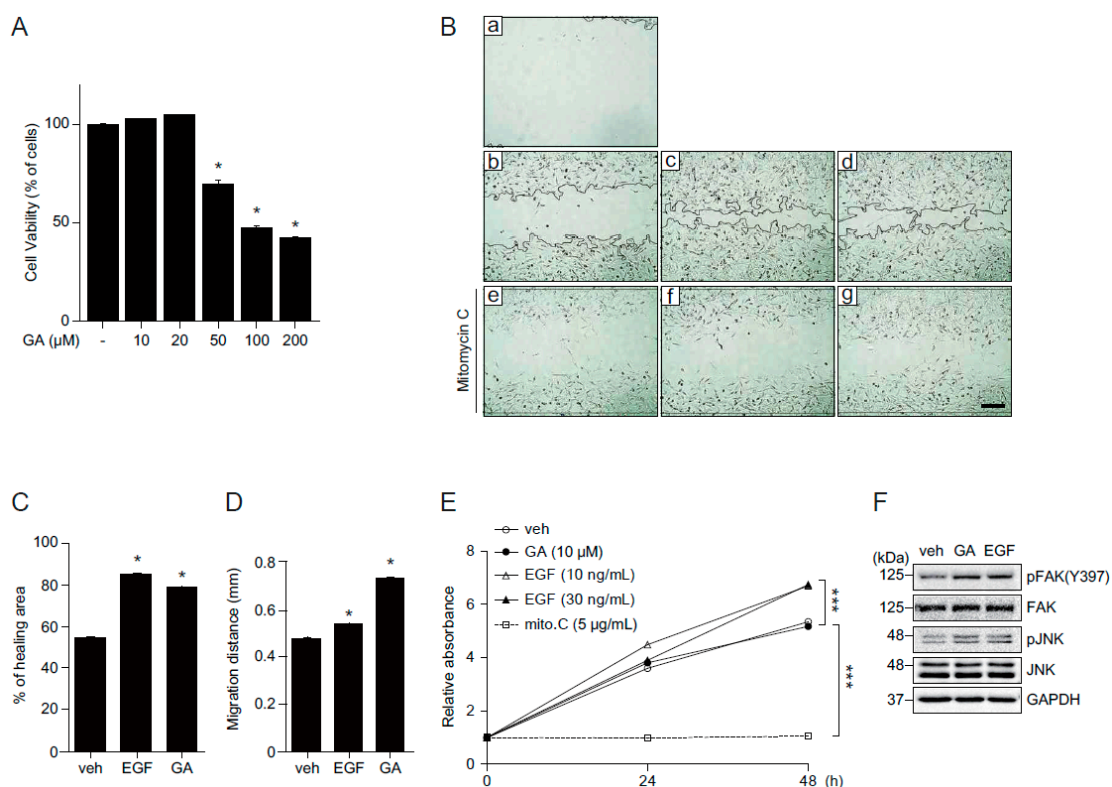 A
Cell Vability (% of cells)
100
50
0
GA (µM) - 10 20 50 100 200
* * *
B
a
b c d
e f g
Mitomycin C
C
% of healing area
100
80
60
40
20
0
* *
veh EGF GA
D
Migration distance (mm)
0.8
0.6
0.4
0.2
0
* *
veh EGF GA
E
veh
GA (10 µM)
EGF (10 ng/mL)
EGF (30 ng/mL)
mito.C (5 µg/mL)
Relative absorbance
8
6
4
2
0
0 24 48 (h)
***
***
F
(kDa) veh GA EGF
125 pFAK(Y397)
125 FAK
48 pJNK
48 JNK
37 GAPDH